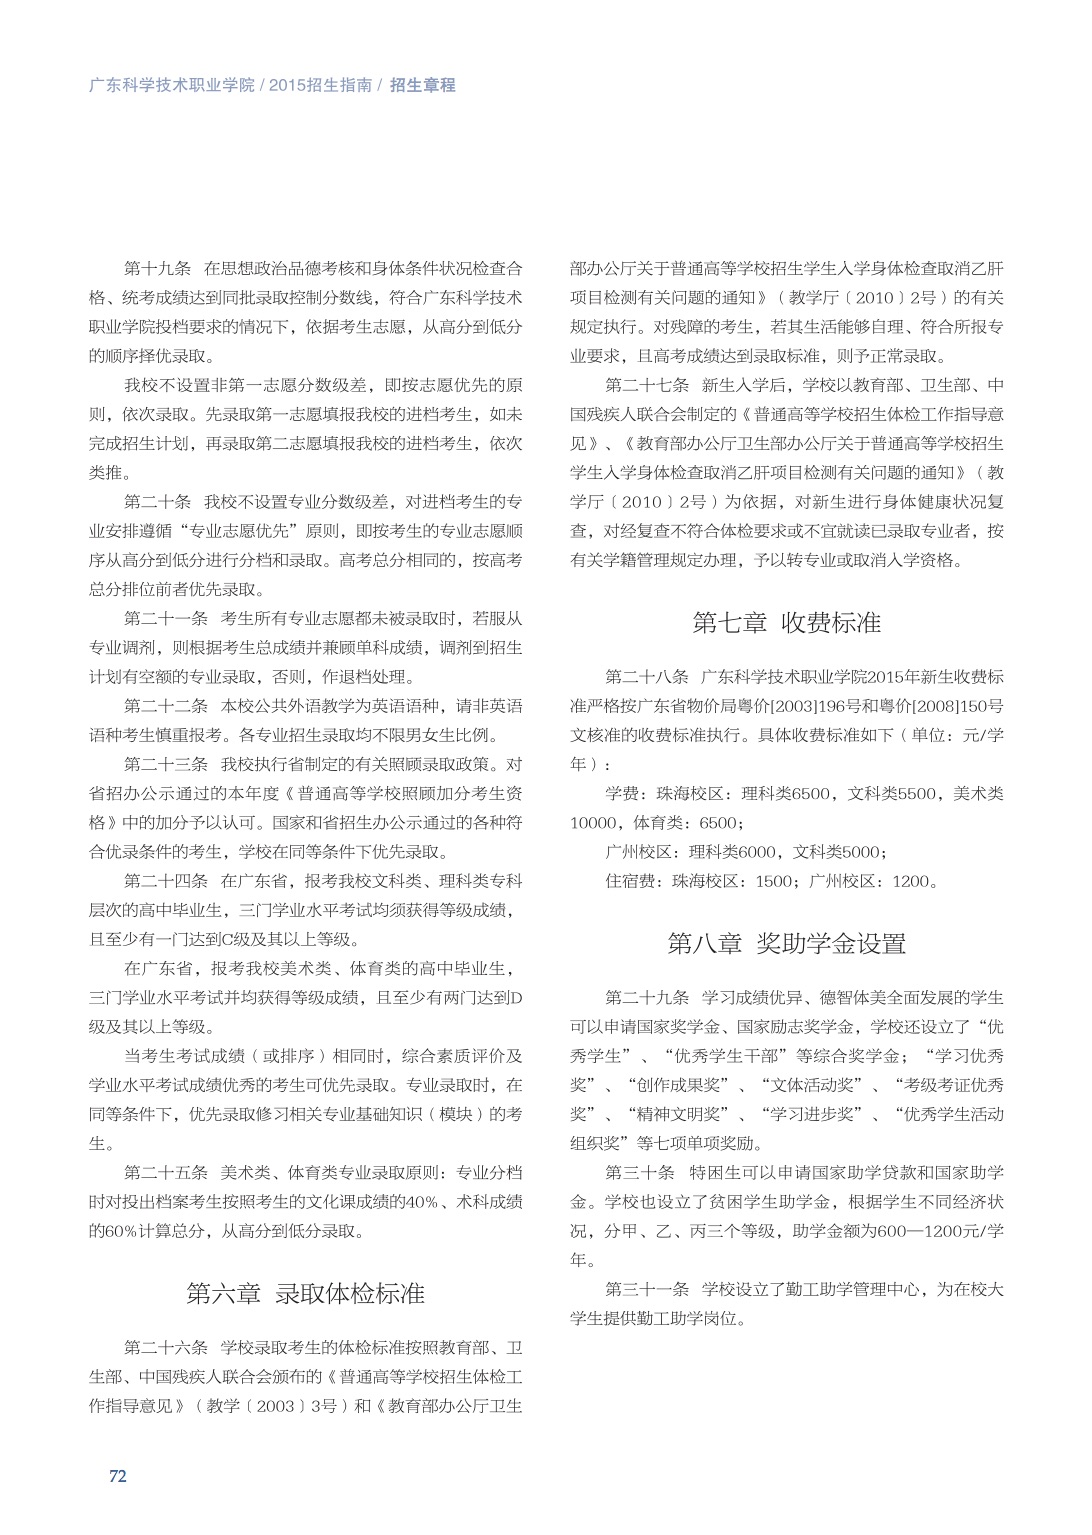 广东科学技术职业学院 / 2015招生指南 / 招生章程
第十九条 在思想政治品德考核和身体条件状况检查合
格、统考成绩达到同批录取控制分数线，符合广东科学技术
职业学院投档要求的情况下，依据考生志愿，从高分到低分
的顺序择优录取。
我校不设置非第一志愿分数级差，即按志愿优先的原
则，依次录取。先录取第一志愿填报我校的进档考生，如未
完成招生计划，再录取第二志愿填报我校的进档考生，依次
类推。
第二十条 我校不设置专业分数级差，对进档考生的专
业安排遵循“专业志愿优先”原则，即按考生的专业志愿顺
序从高分到低分进行分档和录取。高考总分相同的，按高考
总分排位前者优先录取。
第二十一条 考生所有专业志愿都未被录取时，若服从
专业调剂，则根据考生总成绩并兼顾单科成绩，调剂到招生
计划有空额的专业录取，否则，作退档处理。
第二十二条 本校公共外语教学为英语语种，请非英语
语种考生慎重报考。各专业招生录取均不限男女生比例。
第二十三条 我校执行省制定的有关照顾录取政策。对
省招办公示通过的本年度《普通高等学校照顾加分考生资
格》中的加分予以认可。国家和省招生办公示通过的各种符
合优录条件的考生，学校在同等条件下优先录取。
第二十四条 在广东省，报考我校文科类、理科类专科
层次的高中毕业生，三门学业水平考试均须获得等级成绩，
且至少有一门达到C级及其以上等级。
在广东省，报考我校美术类、体育类的高中毕业生，
三门学业水平考试并均获得等级成绩，且至少有两门达到D
级及其以上等级。
当考生考试成绩（或排序）相同时，综合素质评价及
学业水平考试成绩优秀的考生可优先录取。专业录取时，在
同等条件下，优先录取修习相关专业基础知识（模块）的考
生。
第二十五条 美术类、体育类专业录取原则：专业分档
时对投出档案考生按照考生的文化课成绩的40%、术科成绩
的60%计算总分，从高分到低分录取。
第六章 录取体检标准
第二十六条 学校录取考生的体检标准按照教育部、卫
生部、中国残疾人联合会颁布的《普通高等学校招生体检工
作指导意见》（教学〔2003〕3号）和《教育部办公厅卫生
部办公厅关于普通高等学校招生学生入学身体检查取消乙肝
项目检测有关问题的通知》（教学厅〔2010〕2号）的有关
规定执行。对残障的考生，若其生活能够自理、符合所报专
业要求，且高考成绩达到录取标准，则予正常录取。
第二十七条 新生入学后，学校以教育部、卫生部、中
国残疾人联合会制定的《普通高等学校招生体检工作指导意
见》、《教育部办公厅卫生部办公厅关于普通高等学校招生
学生入学身体检查取消乙肝项目检测有关问题的通知》（教
学厅〔2010〕2号）为依据，对新生进行身体健康状况复
查，对经复查不符合体检要求或不宜就读已录取专业者，按
有关学籍管理规定办理，予以转专业或取消入学资格。
第七章 收费标准
第二十八条 广东科学技术职业学院2015年新生收费标
准严格按广东省物价局粤价[2003]196号和粤价[2008]150号
文核准的收费标准执行。具体收费标准如下（单位：元/学
年）：
学费：珠海校区：理科类6500，文科类5500，美术类
10000，体育类：6500；
广州校区：理科类6000，文科类5000；
住宿费：珠海校区：1500；广州校区：1200。
第八章 奖助学金设置
第二十九条 学习成绩优异、德智体美全面发展的学生
可以申请国家奖学金、国家励志奖学金，学校还设立了“优
秀学生”、“优秀学生干部”等综合奖学金；“学习优秀
奖”、“创作成果奖”、“文体活动奖”、“考级考证优秀
奖”、“精神文明奖”、“学习进步奖”、“优秀学生活动
组织奖”等七项单项奖励。
第三十条 特困生可以申请国家助学贷款和国家助学
金。学校也设立了贫困学生助学金，根据学生不同经济状
况，分甲、乙、丙三个等级，助学金额为600—1200元/学
年。
第三十一条 学校设立了勤工助学管理中心，为在校大
学生提供勤工助学岗位。
72